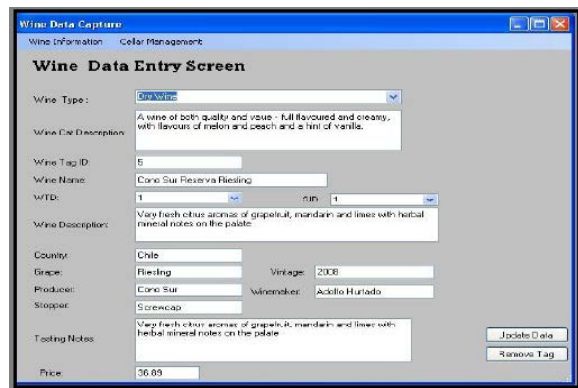 Wine Data Capture
Wine Information Cellar Management
Wine Data Entry Screen
Wine Type: Dry Wine
A wine of both quality and value - full flavoured and creamy,
with flavours of melon and peach and a hint of vanilla.
Wine Cat Description:
Wine Tag ID: 5
Wine Name: Cono Sur Reserva Riesling
WTD: 1 1
Very fresh citrus aromas of grapefruit, mandarin and limes with herbal
mineral notes on the palate
Wine Description:
Country: Chile
Grape: Riesling Vintage: 2008
Producer: Cono Sur Winemaker: Adolfo Hurtado
Stopper: Screwcap
Very fresh citrus aromas of grapefruit, mandarin and limes with
herbal mineral notes on the palate
Tasting Notes:
Update Data
Remove Tag
Price: 36.89